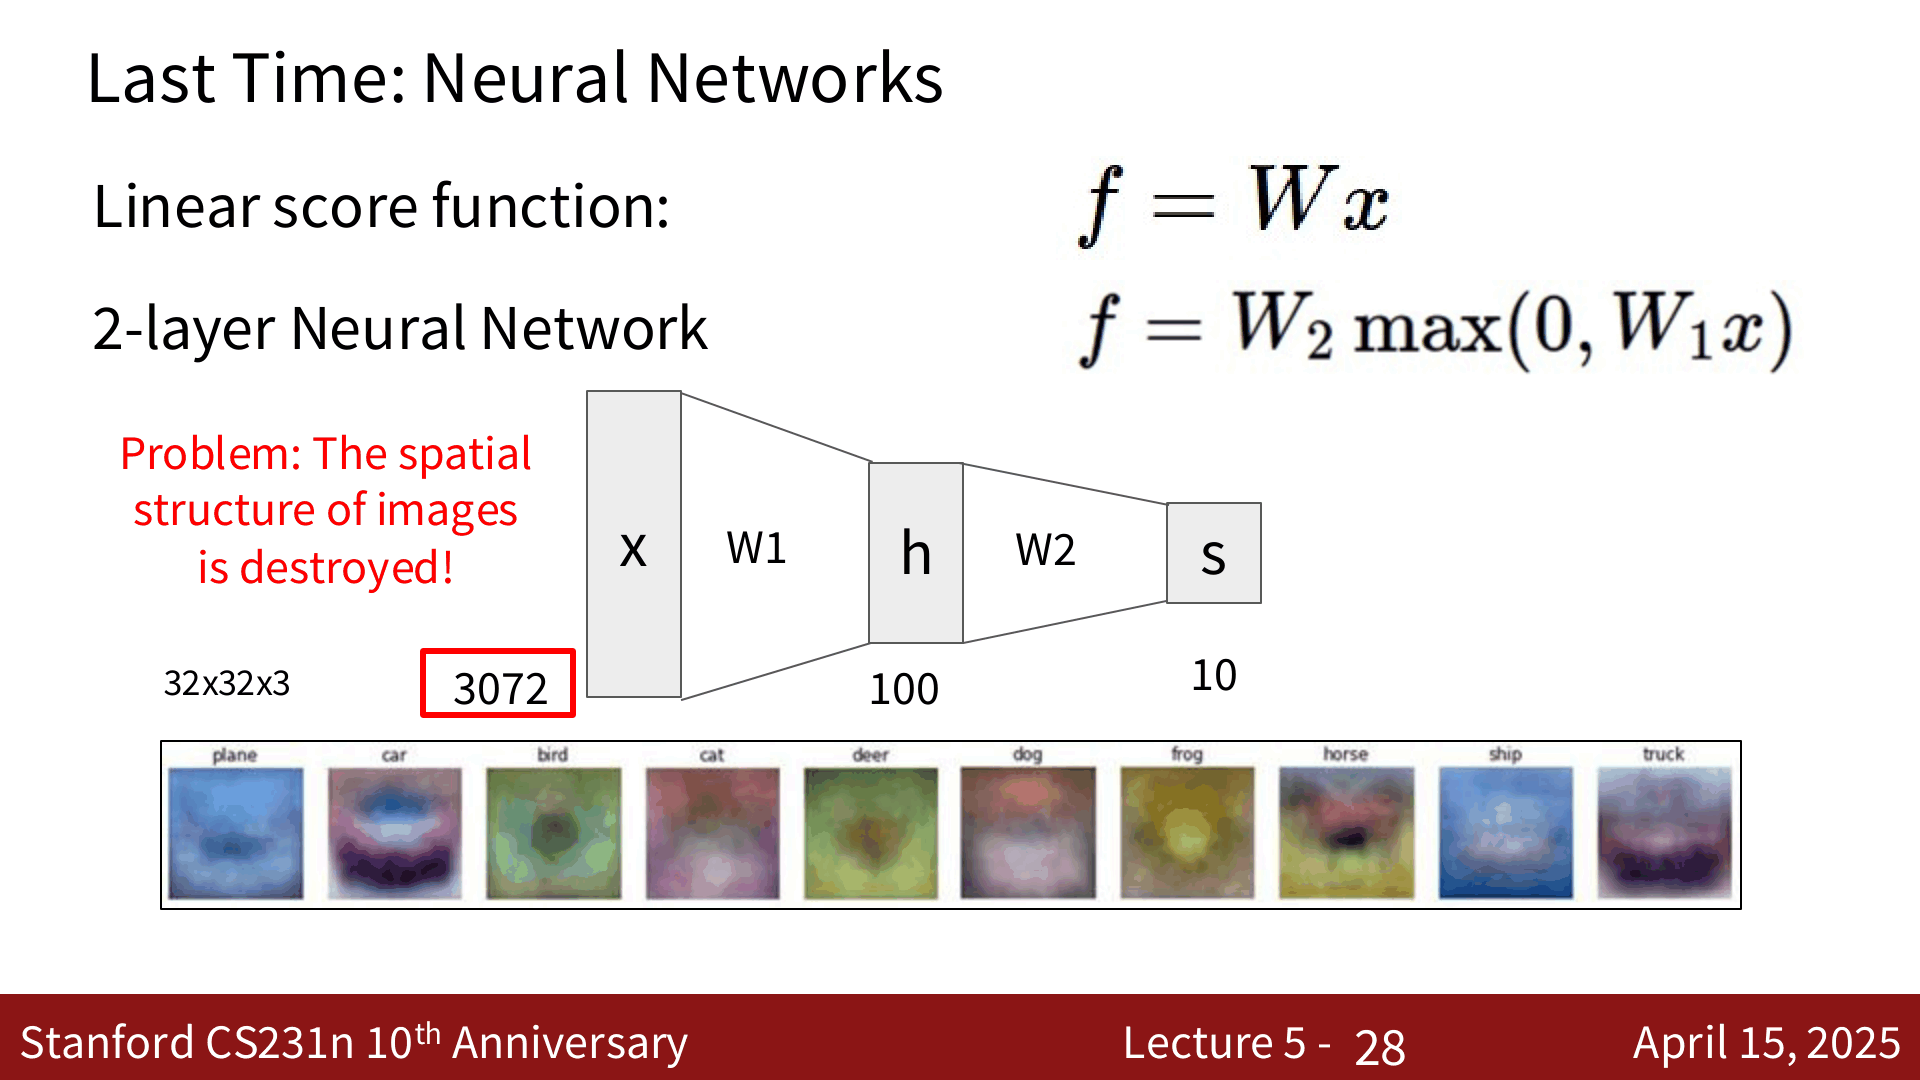 Last Time: Neural Networks
Linear score function:
f = Wx
2-layer Neural Network
f = W₂ max(0, W₁x)
Problem: The spatial
structure of images
is destroyed!
x
W1
h
W2
s
32x32x3
3072
100
10
plane car bird cat deer dog frog horse ship truck
Stanford CS231n 10th Anniversary
Lecture 5 - 28
April 15, 2025